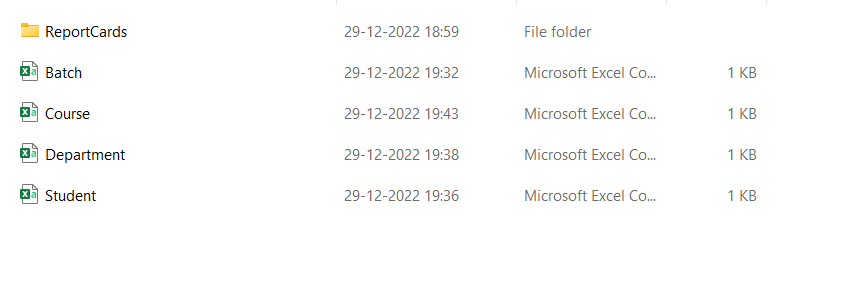 ReportCards 29-12-2022 18:59 File folder
Batch 29-12-2022 19:32 Microsoft Excel Co... 1 KB
Course 29-12-2022 19:43 Microsoft Excel Co... 1 KB
Department 29-12-2022 19:38 Microsoft Excel Co... 1 KB
Student 29-12-2022 19:36 Microsoft Excel Co... 1 KB